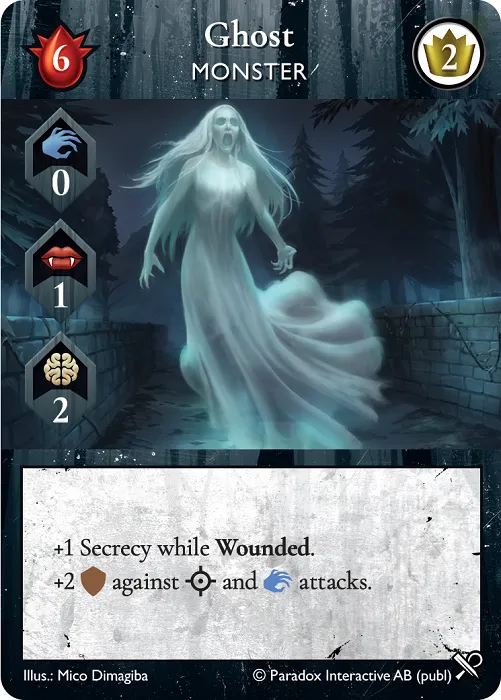 6
Ghost
MONSTER
2
0
1
2
+1 Secrecy while Wounded.
+2 against and attacks.
Illus.: Mico Dimagiba
© Paradox Interactive AB (publ)